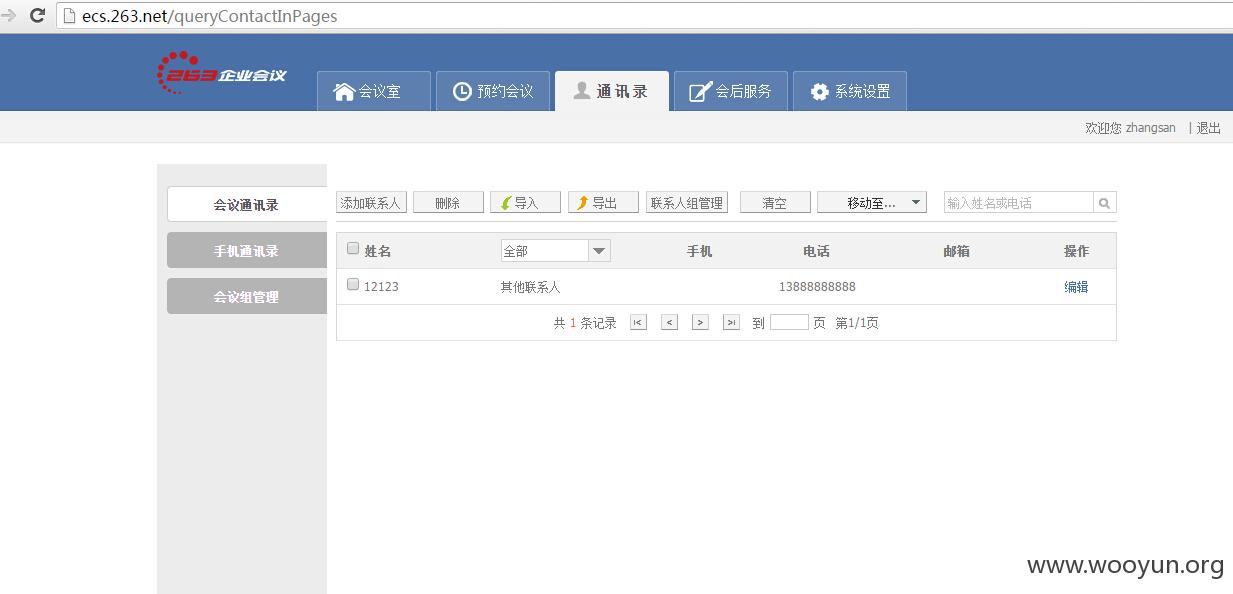 ecs.263.net/queryContactInPages
263企业会议
会议室 预约会议 通讯录 会后服务 系统设置
欢迎您 zhangsan | 退出
会议通讯录
手机通讯录
会议组管理
添加联系人 删除 导入 导出 联系人组管理 清空 移动至... 输入姓名或电话
姓名 全部 手机 电话 邮箱 操作
12123 其他联系人 13888888888 编辑
共 1 条记录 |< < > >| 到 页 第1/1页
www.wooyun.org